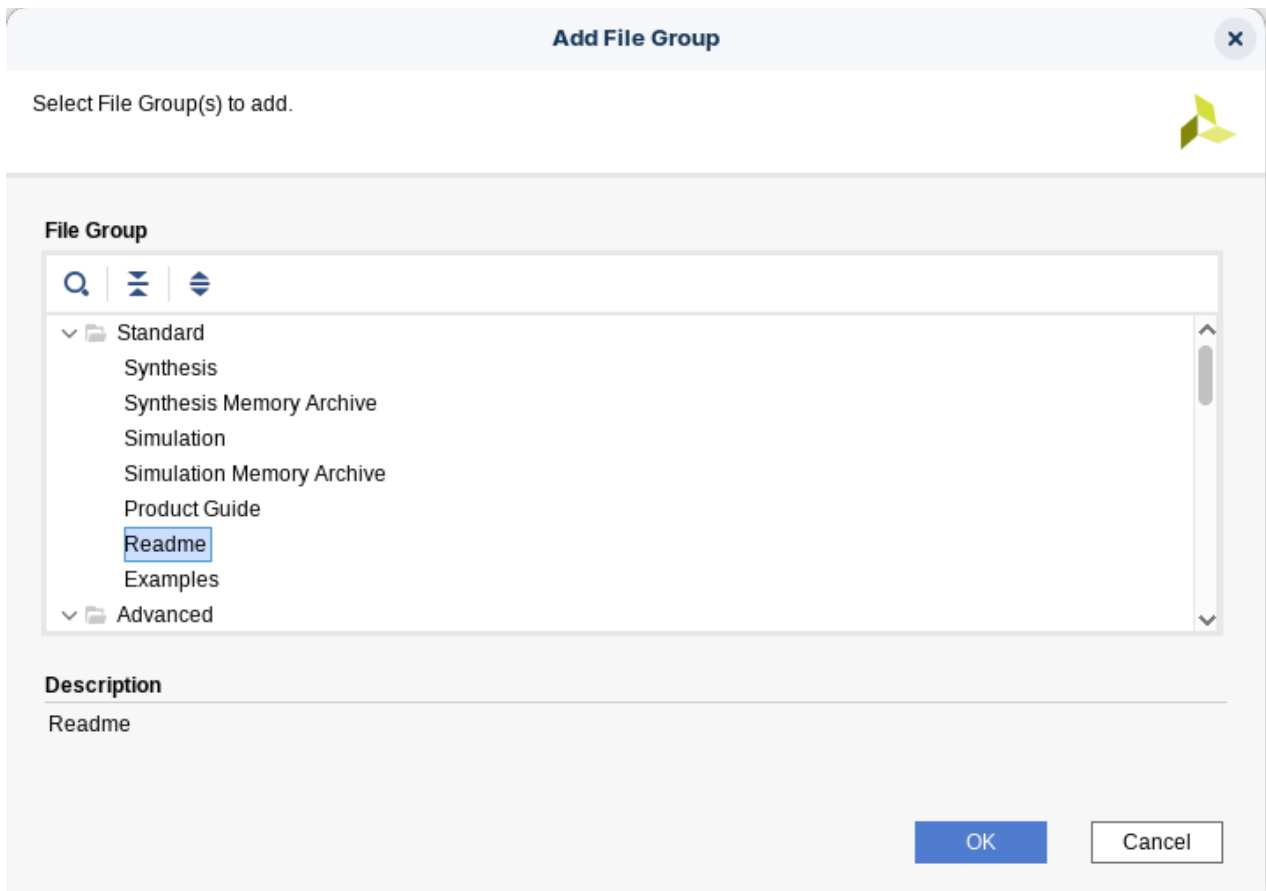 Add File Group
Select File Group(s) to add.
File Group
Standard
Synthesis
Synthesis Memory Archive
Simulation
Simulation Memory Archive
Product Guide
Readme
Examples
Advanced
Description
Readme
OK
Cancel